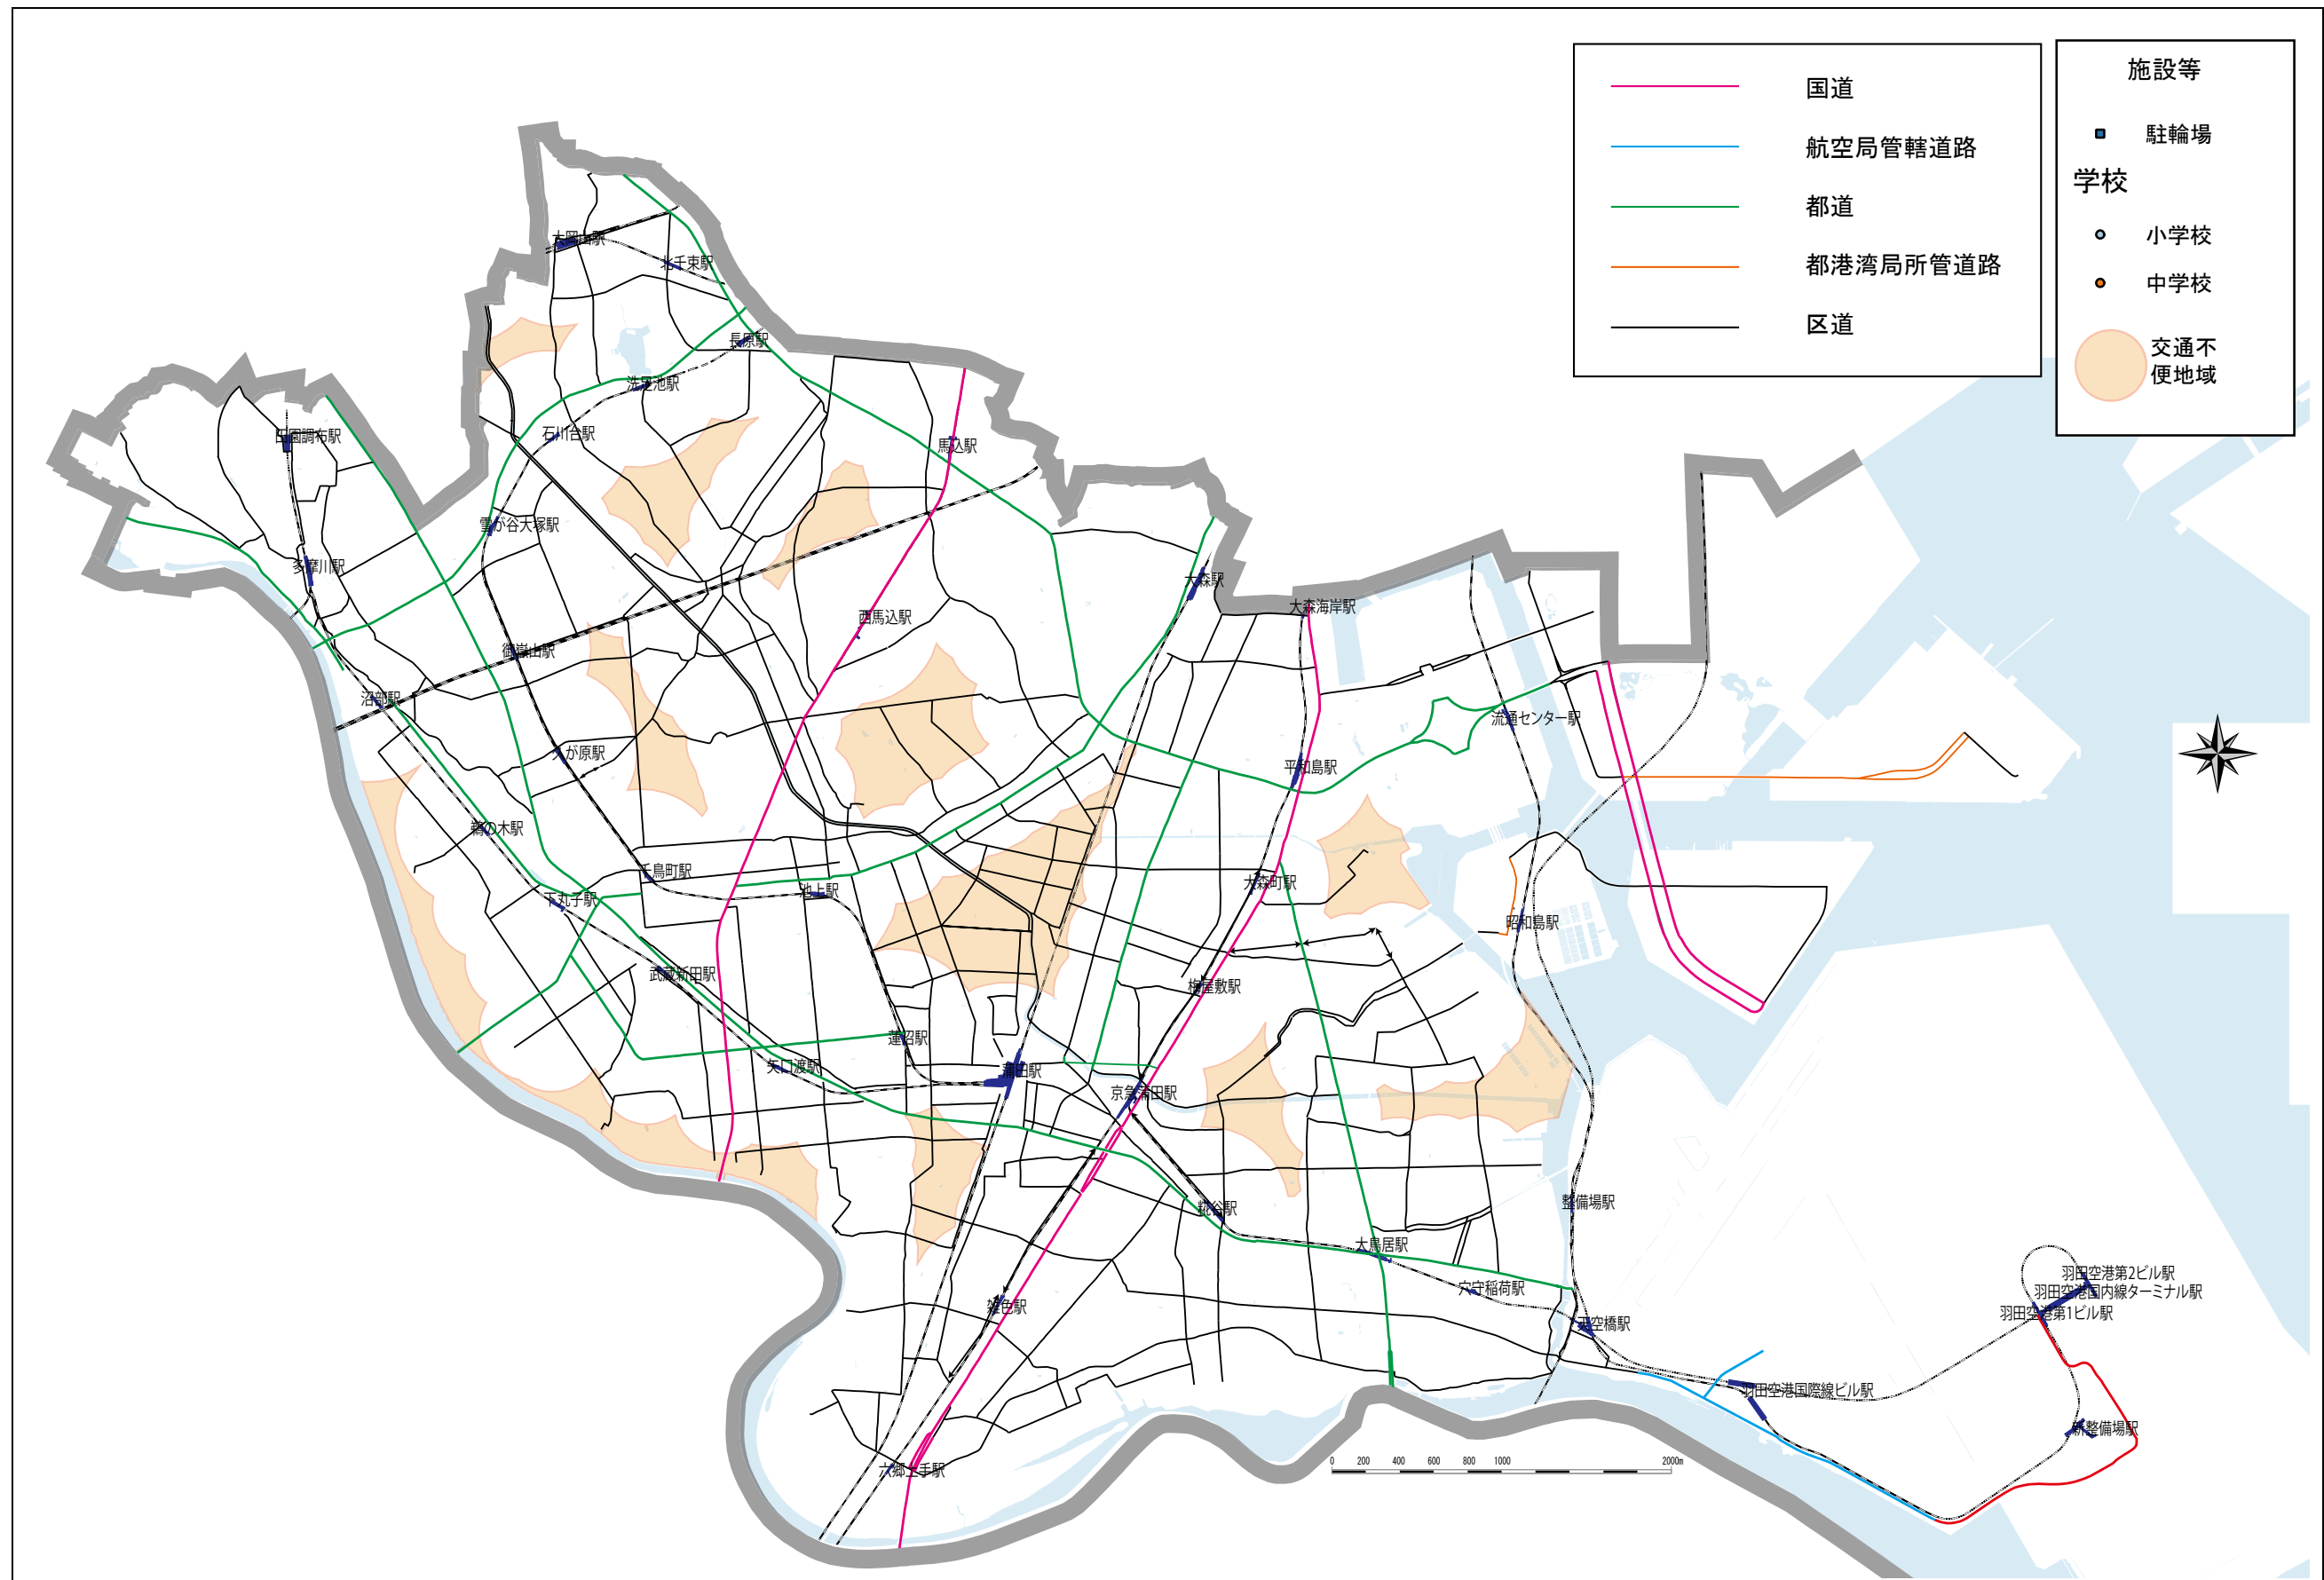 国道
航空局管轄道路
都道
都港湾局所管道路
区道
施設等
駐輪場
学校
小学校
中学校
交通不
便地域
大岡山駅
北千束駅
長原駅
洗足池駅
石川台駅
田園調布駅
馬込駅
雪が谷大塚駅
多摩川駅
大森駅
大森海岸駅
西馬込駅
御嶽山駅
沼部駅
流通センター駅
久が原駅
平和島駅
鵜の木駅
千鳥町駅
大森町駅
池上駅
下丸子駅
昭和島駅
武蔵新田駅
梅屋敷駅
蓮沼駅
矢口渡駅
蒲田駅
京急蒲田駅
整備場駅
糀谷駅
大鳥居駅
穴守稲荷駅
羽田空港第2ビル駅
羽田空港国内線ターミナル駅
羽田空港第1ビル駅
雑色駅
天空橋駅
羽田空港国際線ビル駅
新整備場駅
六郷土手駅
0 200 400 600 800 1000 2000m